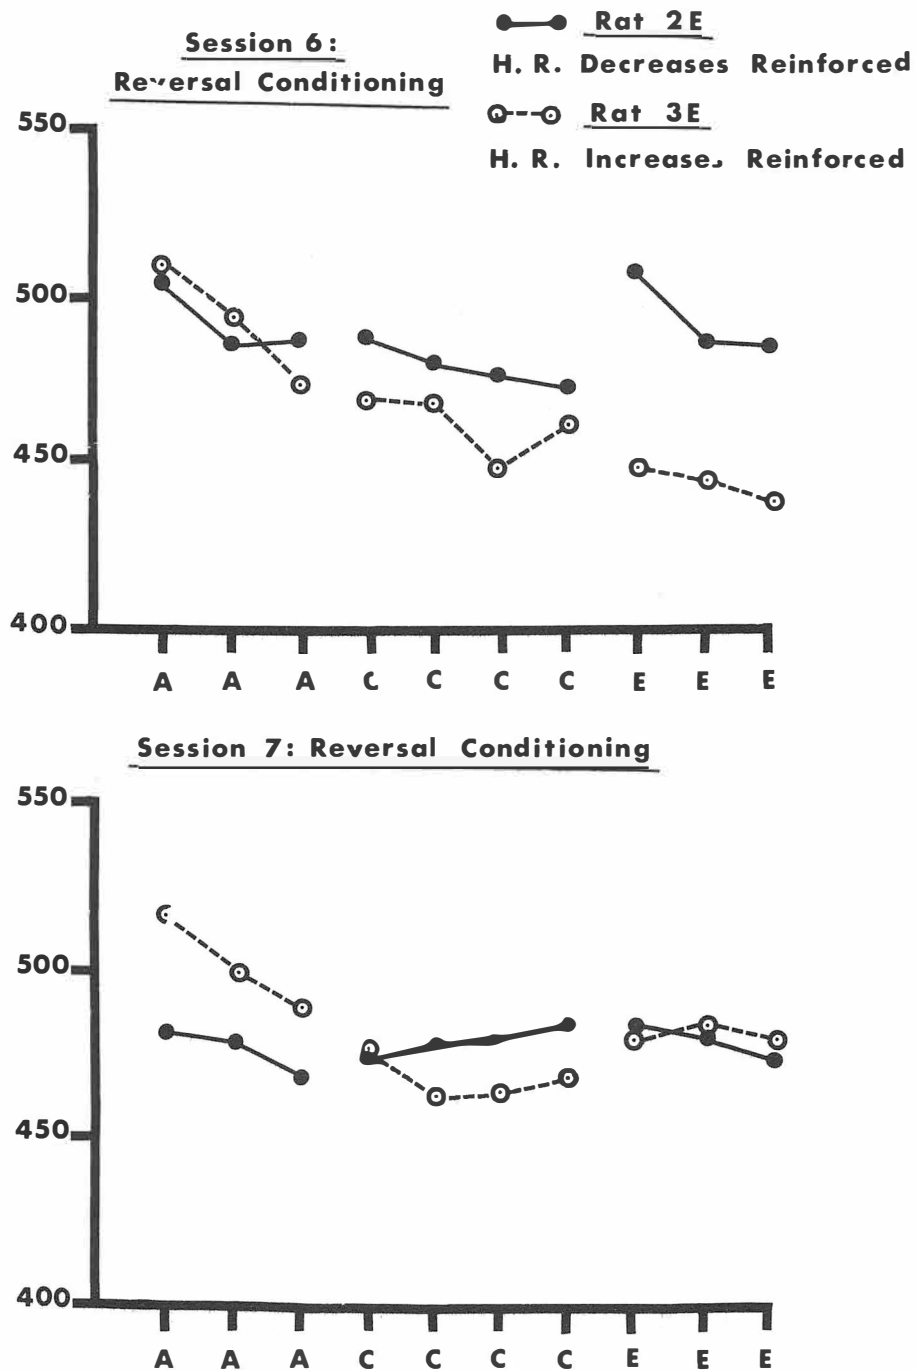 Session 6:
Reversal Conditioning
Rat 2E
H. R. Decreases Reinforced
Rat 3E
H. R. Increases Reinforced
550
500
450
400
A A A C C C C E E E
Session 7: Reversal Conditioning
550
500
450
400
A A A C C C C E E E